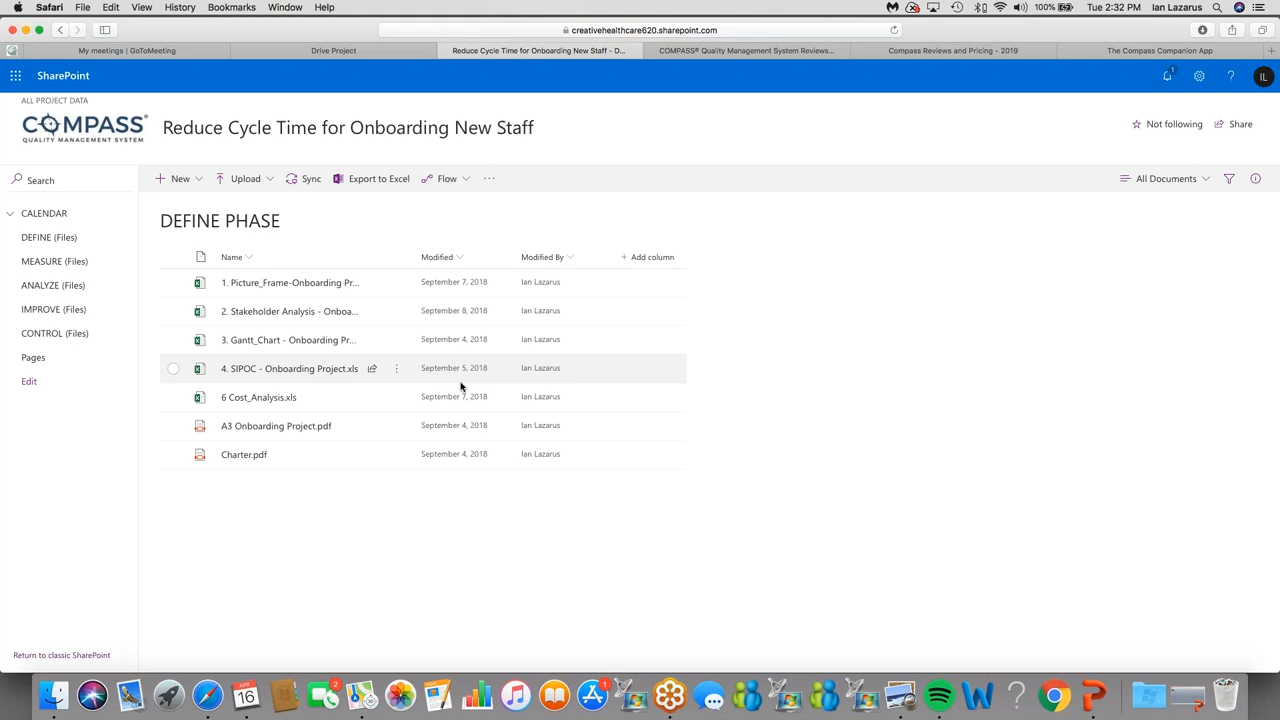 Safari File Edit View History Bookmarks Window Help 100% Tue 2:32 PM Ian Lazarus
creativehealthcare620.sharepoint.com
My meetings | GoToMeeting Drive Project Reduce Cycle Time for Onboarding New Staff - D... COMPASS® Quality Management System Reviews... Compass Reviews and Pricing - 2019 The Compass Companion App
SharePoint 1 ? IL
ALL PROJECT DATA
COMPASS®
QUALITY MANAGEMENT SYSTEM
Reduce Cycle Time for Onboarding New Staff
Not following Share
Search
New Upload Sync Export to Excel Flow ... All Documents
CALENDAR
DEFINE (Files)
MEASURE (Files)
ANALYZE (Files)
IMPROVE (Files)
CONTROL (Files)
Pages
Edit
DEFINE PHASE
Name Modified Modified By + Add column
1. Picture_Frame-Onboarding Pr... September 7, 2018 Ian Lazarus
2. Stakeholder Analysis - Onboa... September 8, 2018 Ian Lazarus
3. Gantt_Chart - Onboarding Pr... September 4, 2018 Ian Lazarus
4. SIPOC - Onboarding Project.xls September 5, 2018 Ian Lazarus
6 Cost_Analysis.xls September 7, 2018 Ian Lazarus
A3 Onboarding Project.pdf September 4, 2018 Ian Lazarus
Charter.pdf September 4, 2018 Ian Lazarus
Return to classic SharePoint
APR
16
2
1